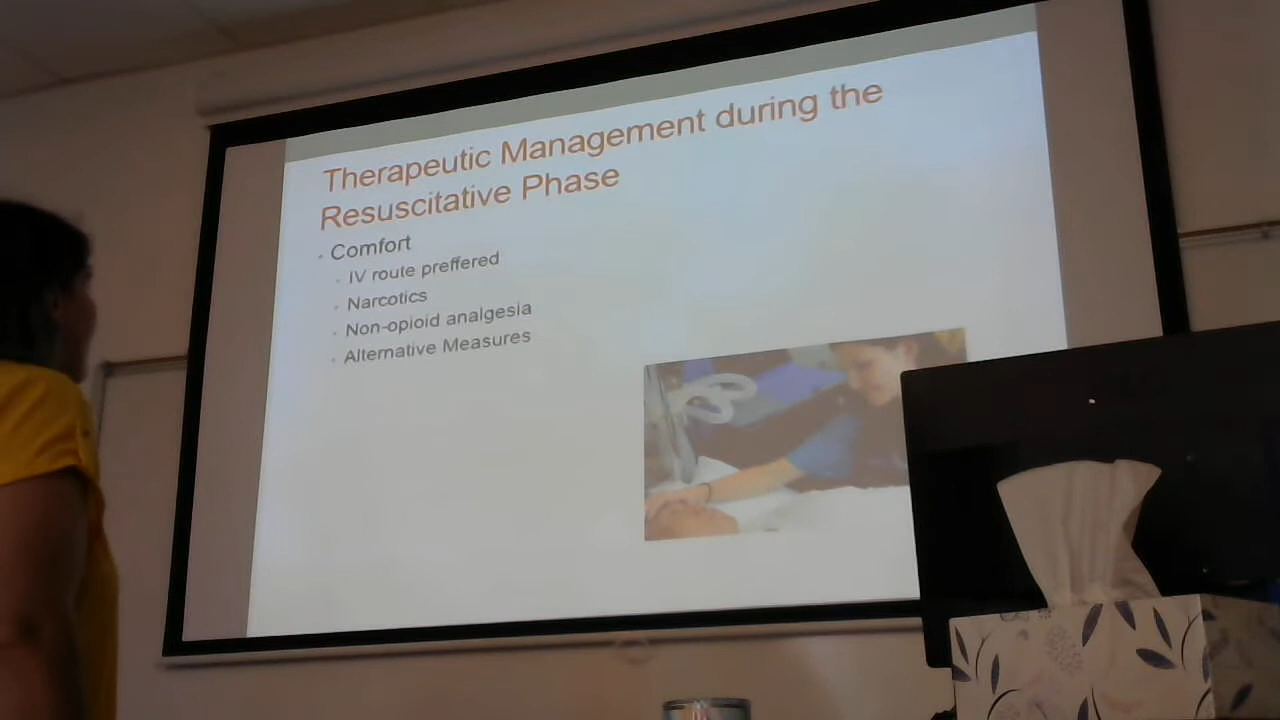 Therapeutic Management during the
Resuscitative Phase
• Comfort
• IV route preffered
• Narcotics
• Non-opioid analgesia
• Alternative Measures